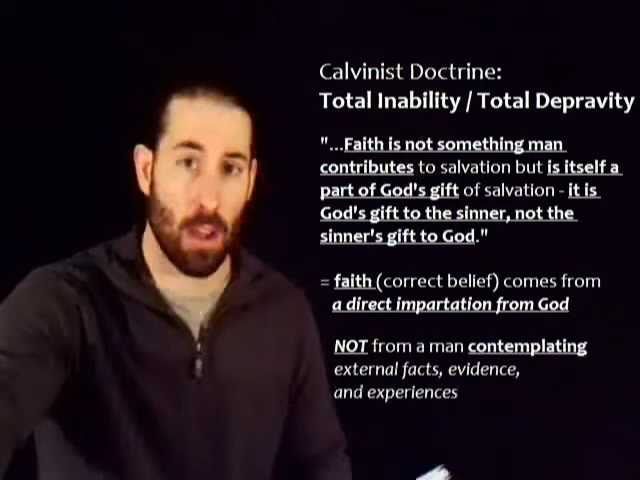 Calvinist Doctrine:
Total Inability / Total Depravity
"...Faith is not something man
contributes to salvation but is itself a
part of God's gift of salvation - it is
God's gift to the sinner, not the
sinner's gift to God."
= faith (correct belief) comes from
a direct impartation from God
NOT from a man contemplating
external facts, evidence,
and experiences